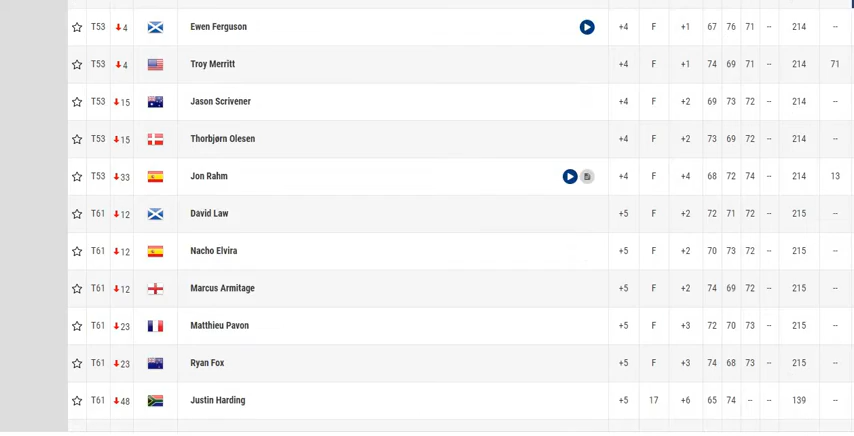 T53 4 Ewen Ferguson +4 F +1 67 76 71 -- 214 --
T53 4 Troy Merritt +4 F +1 74 69 71 -- 214 71
T53 15 Jason Scrivener +4 F +2 69 73 72 -- 214 --
T53 15 Thorbjørn Olesen +4 F +2 73 69 72 -- 214 --
T53 33 Jon Rahm +4 F +4 68 72 74 -- 214 13
T61 12 David Law +5 F +2 72 71 72 -- 215 --
T61 12 Nacho Elvira +5 F +2 70 73 72 -- 215 --
T61 12 Marcus Armitage +5 F +2 74 69 72 -- 215 --
T61 23 Matthieu Pavon +5 F +3 72 70 73 -- 215 --
T61 23 Ryan Fox +5 F +3 74 68 73 -- 215 --
T61 48 Justin Harding +5 17 +6 65 74 -- -- 139 --